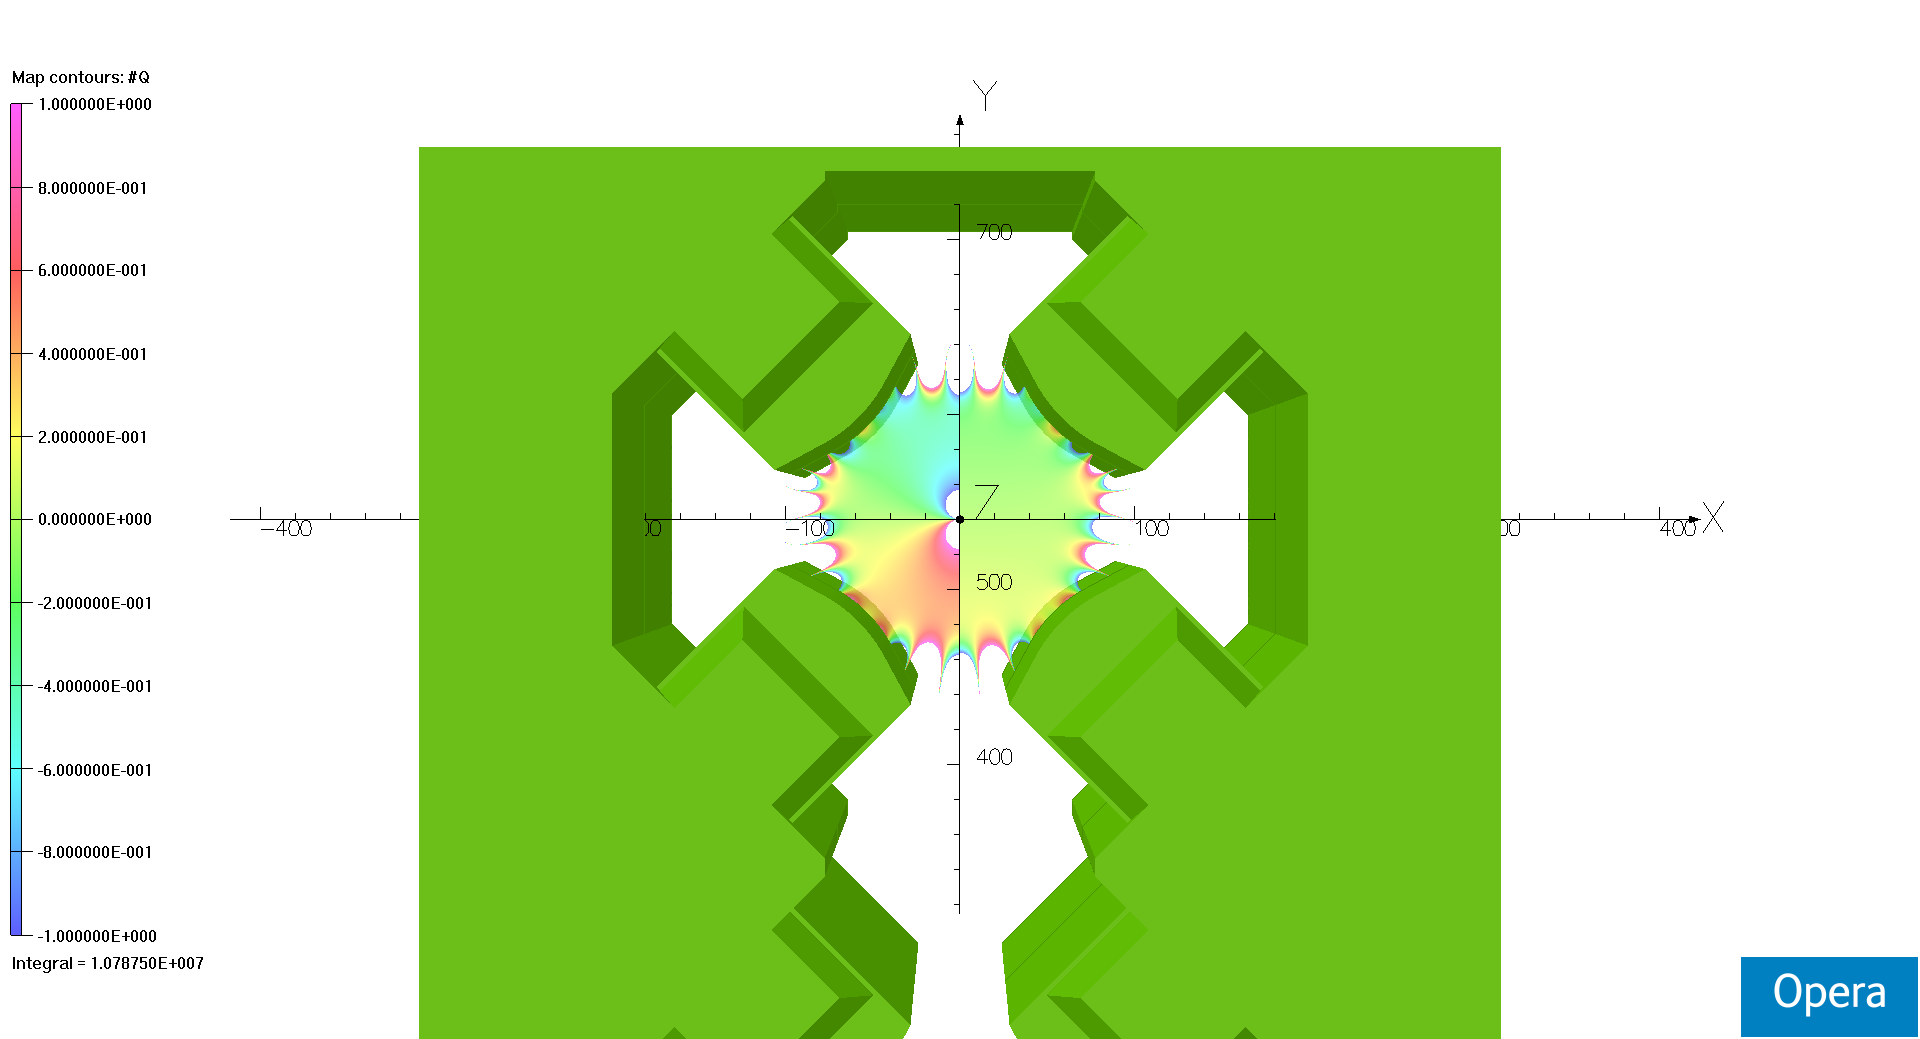 Map contours: #Q
1.000000E+000
8.000000E-001
6.000000E-001
4.000000E-001
2.000000E-001
0.000000E+000
-2.000000E-001
-4.000000E-001
-6.000000E-001
-8.000000E-001
-1.000000E+000
Integral = 1.078750E+007
Y
700
Z
-400
-100
100
400
X
500
400
Opera